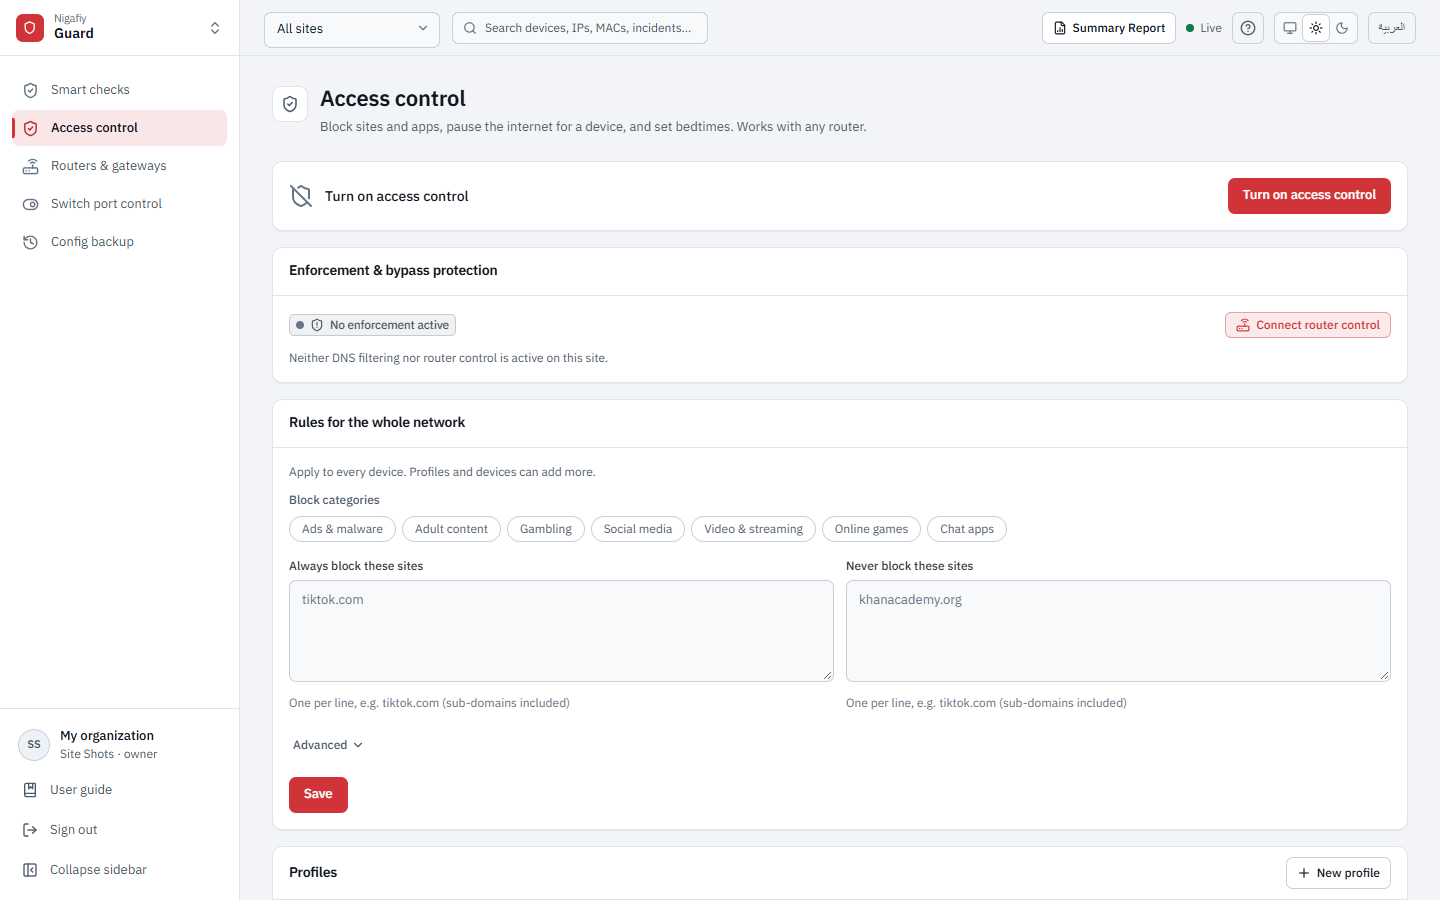 Nigafiy
Guard
All sites
Search devices, IPs, MACs, incidents...
Summary Report
Live
العربية
Smart checks
Access control
Routers & gateways
Switch port control
Config backup
Access control
Block sites and apps, pause the internet for a device, and set bedtimes. Works with any router.
Turn on access control
Turn on access control
Enforcement & bypass protection
No enforcement active
Connect router control
Neither DNS filtering nor router control is active on this site.
Rules for the whole network
Apply to every device. Profiles and devices can add more.
Block categories
Ads & malware
Adult content
Gambling
Social media
Video & streaming
Online games
Chat apps
Always block these sites
Never block these sites
tiktok.com
khanacademy.org
One per line, e.g. tiktok.com (sub-domains included)
One per line, e.g. tiktok.com (sub-domains included)
Advanced
Save
Profiles
New profile
SS
My organization
Site Shots · owner
User guide
Sign out
Collapse sidebar